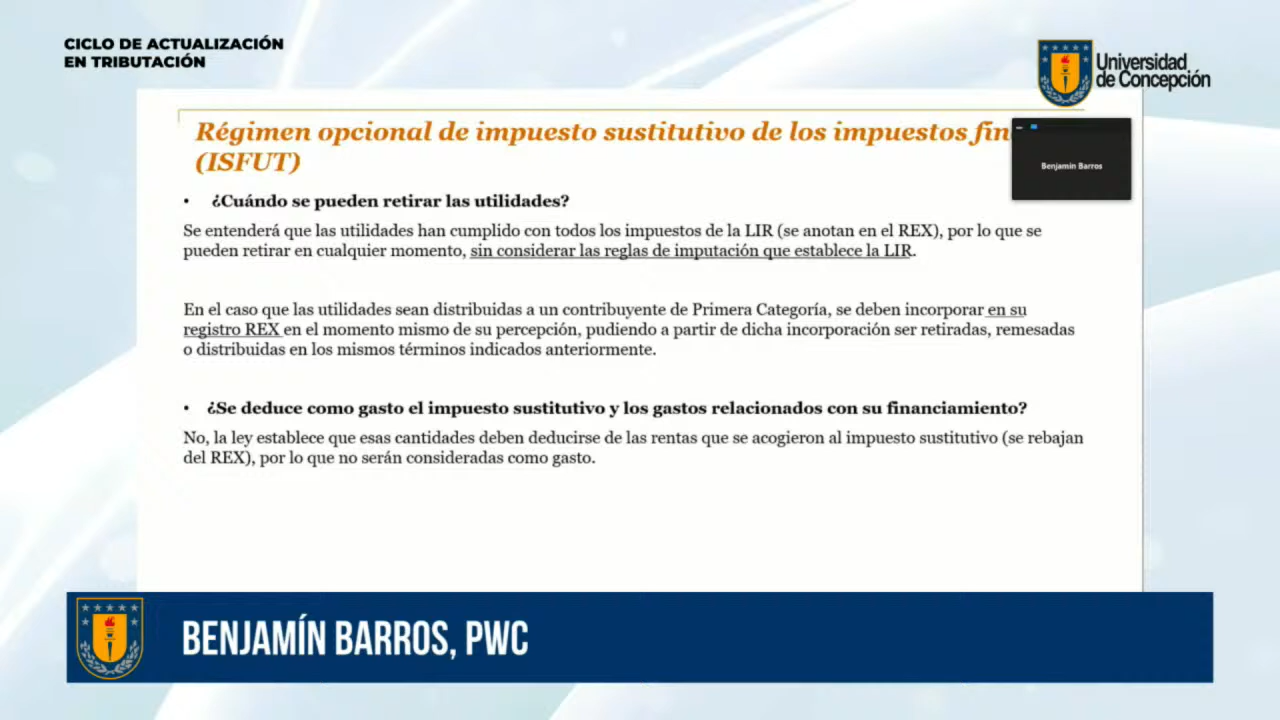 CICLO DE ACTUALIZACIÓN
EN TRIBUTACIÓN
Universidad
de Concepción
Régimen opcional de impuesto sustitutivo de los impuestos
(ISFUT)
Benjamín Barros
• ¿Cuándo se pueden retirar las utilidades?
Se entenderá que las utilidades han cumplido con todos los impuestos de la LIR (se anotan en el REX), por lo que se
pueden retirar en cualquier momento, sin considerar las reglas de imputación que establece la LIR.
En el caso que las utilidades sean distribuidas a un contribuyente de Primera Categoría, se deben incorporar en su
registro REX en el momento mismo de su percepción, pudiendo a partir de dicha incorporación ser retiradas, remesadas
o distribuidas en los mismos términos indicados anteriormente.
• ¿Se deduce como gasto el impuesto sustitutivo y los gastos relacionados con su financiamiento?
No, la ley establece que esas cantidades deben deducirse de las rentas que se acogieron al impuesto sustitutivo (se rebajan
del REX), por lo que no serán consideradas como gasto.
BENJAMÍN BARROS, PWC